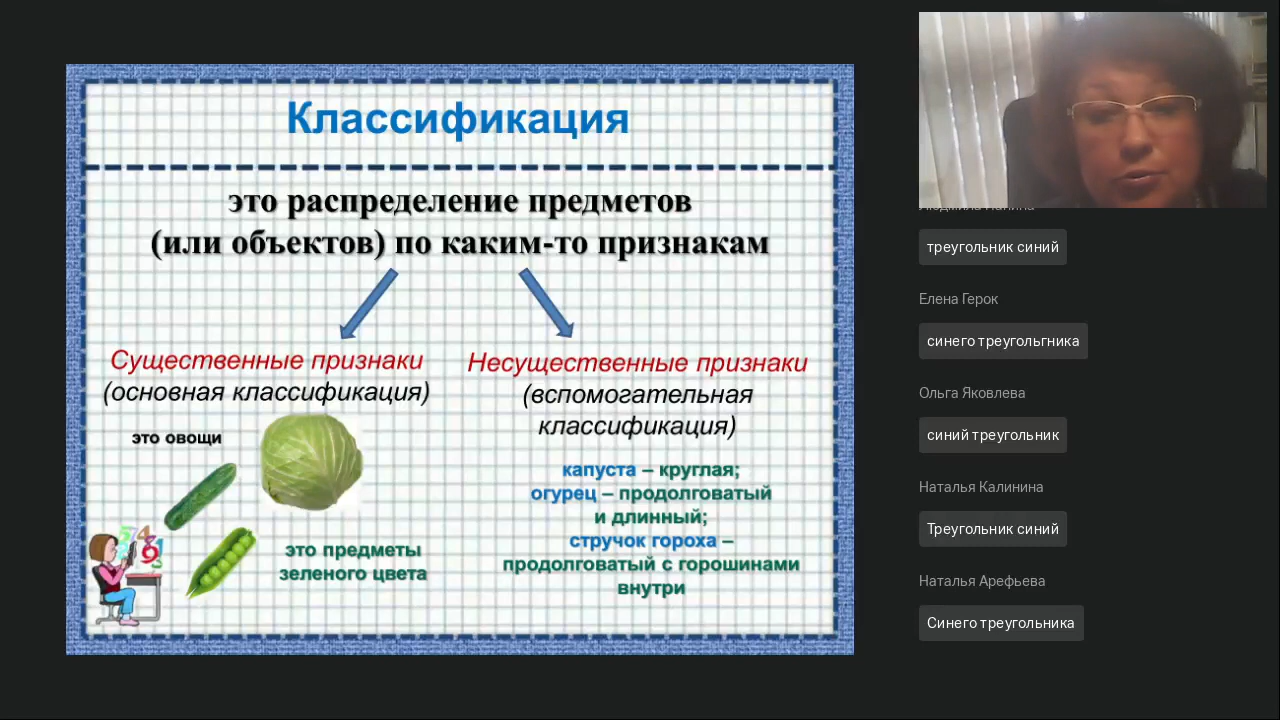 Классификация
это распределение предметов
(или объектов) по каким-то признакам
Существенные признаки
(основная классификация)
это овощи
это предметы
зеленого цвета
Несущественные признаки
(вспомогательная
классификация)
капуста – круглая;
огурец – продолговатый
и длинный;
стручок гороха –
продолговатый с горошинами
внутри
треугольник синий
Елена Герок
синего треугольгника
Ольга Яковлева
синий треугольник
Наталья Калинина
Треугольник синий
Наталья Арефьева
Синего треугольника